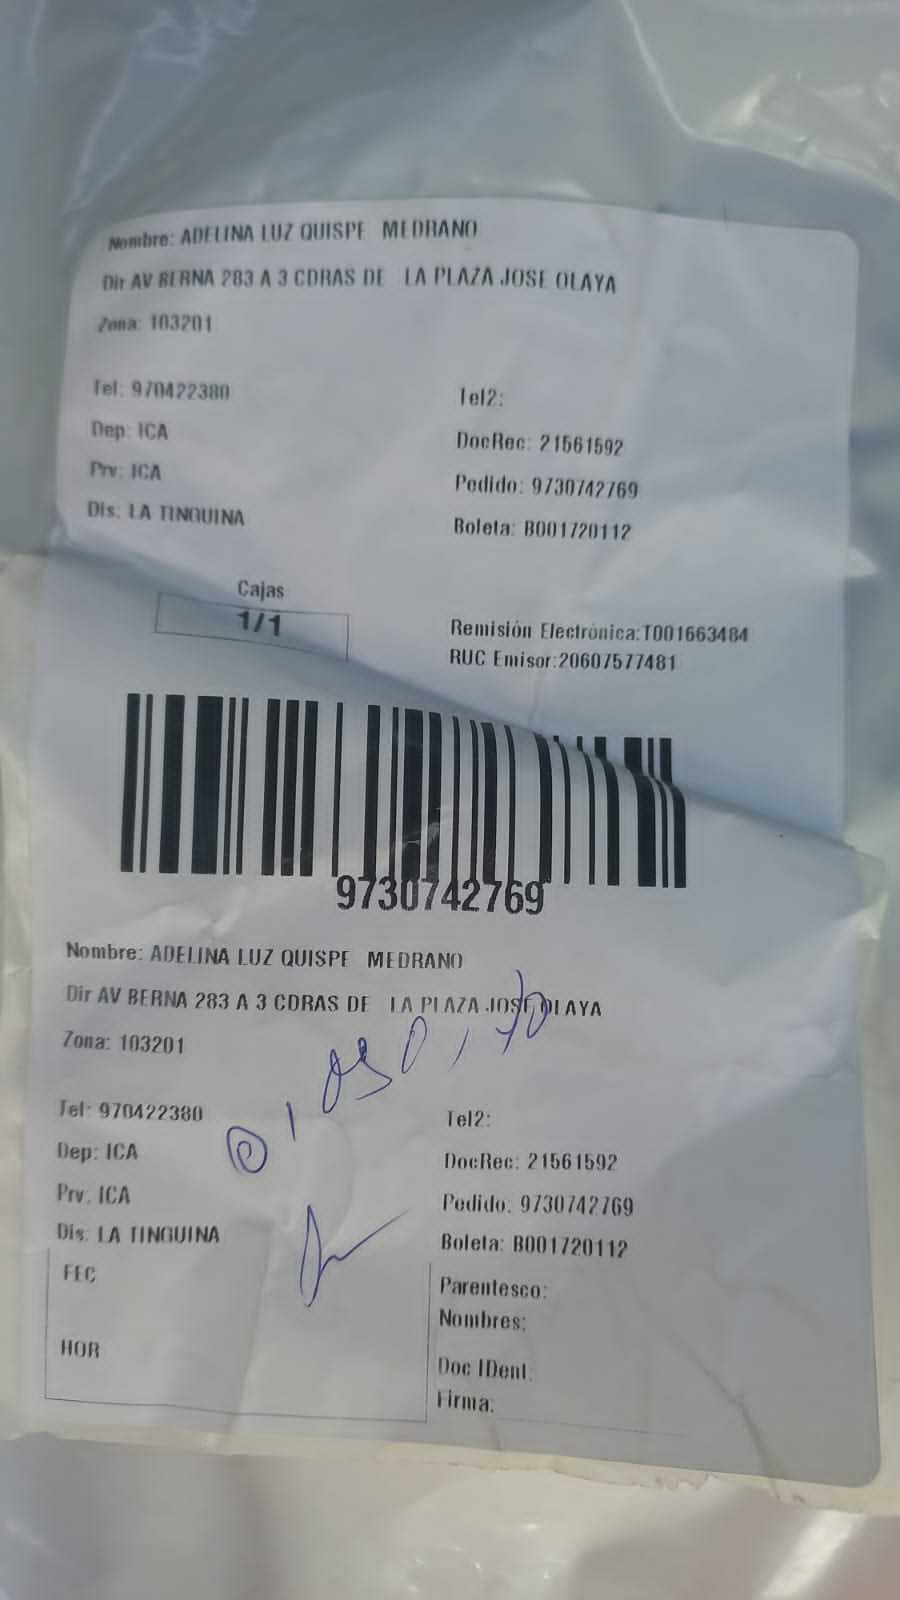 Nombre: ADELINA LUZ QUISPE MEDRANO
Dir AV BERNA 283 A 3 CDRAS DE LA PLAZA JOSE OLAYA
Zona: 103201
Tel: 970422380 Tel2:
Dep: ICA DocRec: 21561592
Prv: ICA Pedido: 9730742769
Dis: LA TINGUINA Boleta: B001720112
Cajas
1/1
Remisión Electrónica:T001663484
RUC Emisor:20607577481
9730742769
Nombre: ADELINA LUZ QUISPE MEDRANO
Dir AV BERNA 283 A 3 CDRAS DE LA PLAZA JOSE OLAYA
Zona: 103201
Tel: 970422380 Tel2:
Dep: ICA DocRec: 21561592
Prv: ICA Pedido: 9730742769
Dis: LA TINGUINA Boleta: B001720112
FEC Parentesco:
Nombres:
HOR Doc IDent:
Firma: